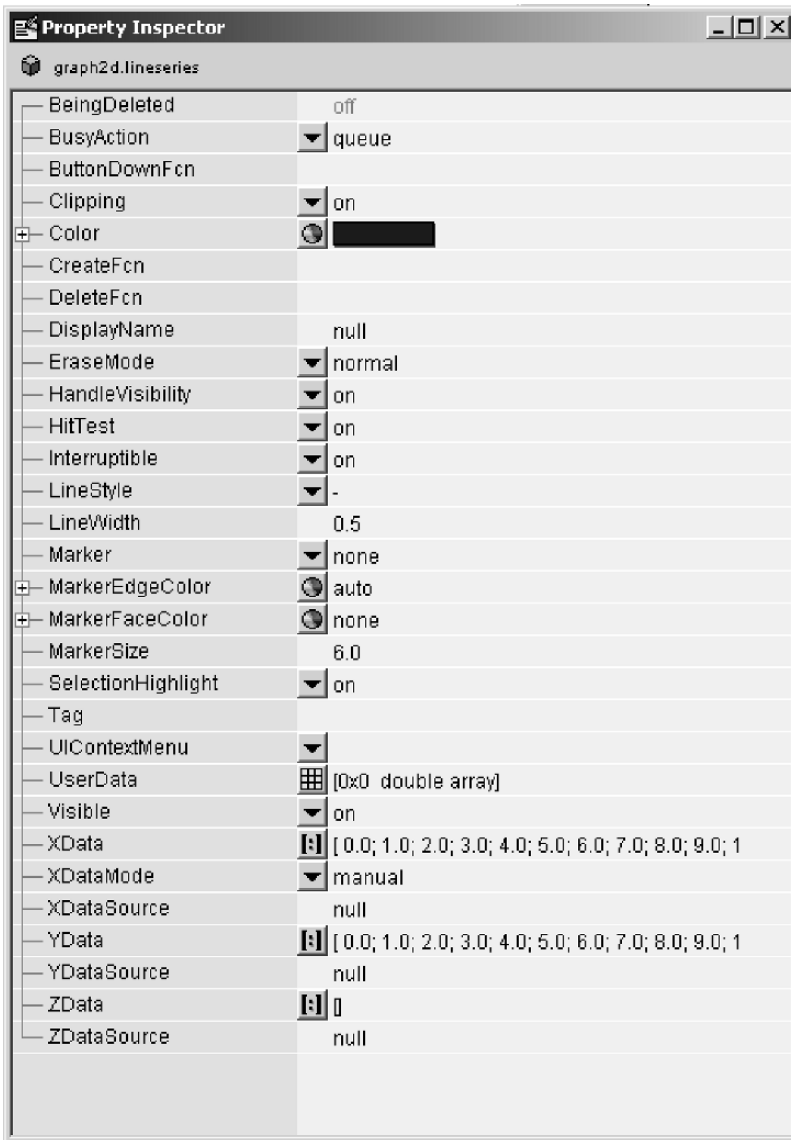 Property Inspector
graph2d.lineseries
BeingDeleted off
BusyAction queue
ButtonDownFcn
Clipping on
Color
CreateFcn
DeleteFcn
DisplayName null
EraseMode normal
HandleVisibility on
HitTest on
Interruptible on
LineStyle -
LineWidth 0.5
Marker none
MarkerEdgeColor auto
MarkerFaceColor none
MarkerSize 6.0
SelectionHighlight on
Tag
UIContextMenu
UserData [0x0 double array]
Visible on
XData [:] [ 0.0; 1.0; 2.0; 3.0; 4.0; 5.0; 6.0; 7.0; 8.0; 9.0; 1
XDataMode manual
XDataSource null
YData [:] [ 0.0; 1.0; 2.0; 3.0; 4.0; 5.0; 6.0; 7.0; 8.0; 9.0; 1
YDataSource null
ZData [:] []
ZDataSource null